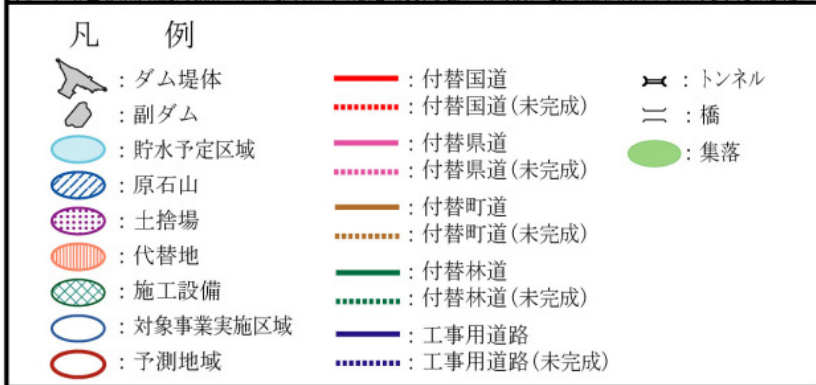 凡 例
: ダム堤体
: 副ダム
: 貯水予定区域
: 原石山
: 土捨場
: 代替地
: 施工設備
: 対象事業実施区域
: 予測地域
: 付替国道
: 付替国道(未完成)
: 付替県道
: 付替県道(未完成)
: 付替町道
: 付替町道(未完成)
: 付替林道
: 付替林道(未完成)
: 工事用道路
: 工事用道路(未完成)
: トンネル
: 橋
: 集落